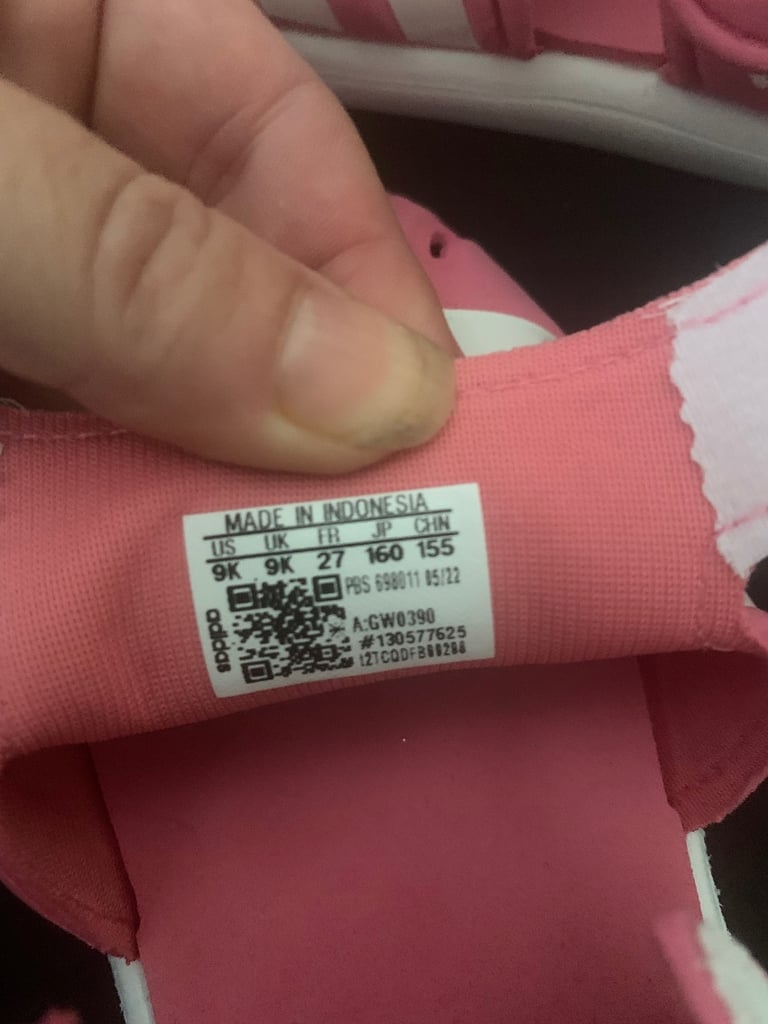 MADE IN INDONESIA
US UK FR JP CHN
9K 9K 27 160 155
PBS 698011 05/22
adidas
A:GW0390
#130577625